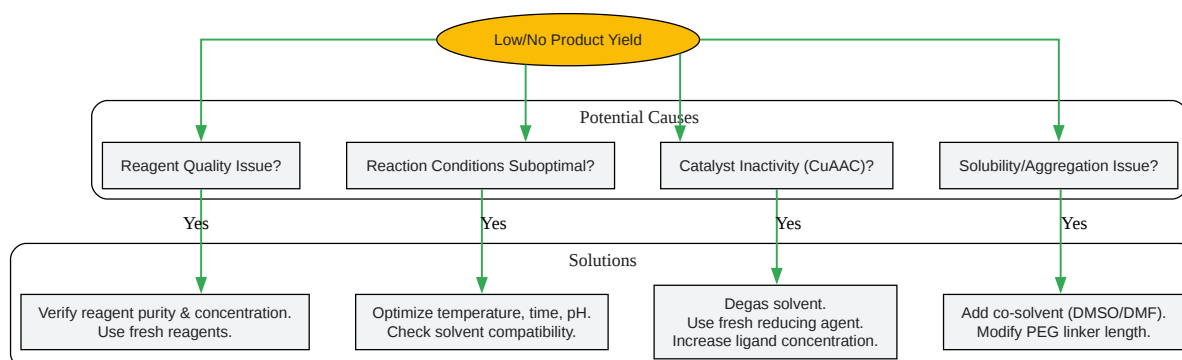 Low/No Product Yield
Potential Causes
Reagent Quality Issue?
Reaction Conditions Suboptimal?
Catalyst Inactivity (CuAAC)?
Solubility/Aggregation Issue?
Yes
Yes
Yes
Yes
Solutions
Verify reagent purity & concentration.
Use fresh reagents.
Optimize temperature, time, pH.
Check solvent compatibility.
Degas solvent.
Use fresh reducing agent.
Increase ligand concentration.
Add co-solvent (DMSO/DMF).
Modify PEG linker length.